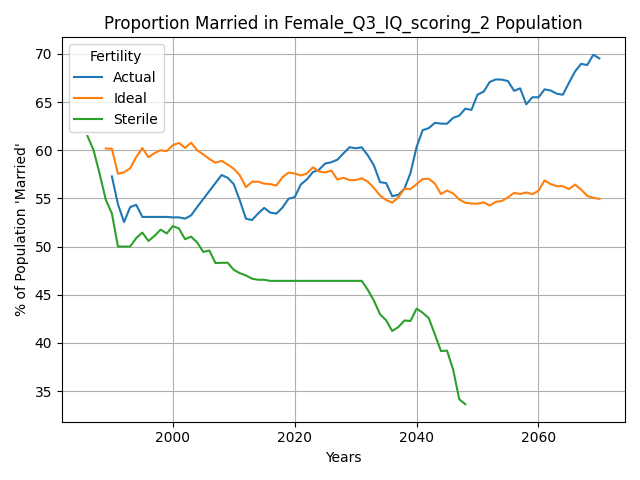 Proportion Married in Female_Q3_IQ_scoring_2 Population
% of Population 'Married'
70
65
60
55
50
45
40
35
Fertility
Actual
Ideal
Sterile
2000
2020
2040
2060
Years